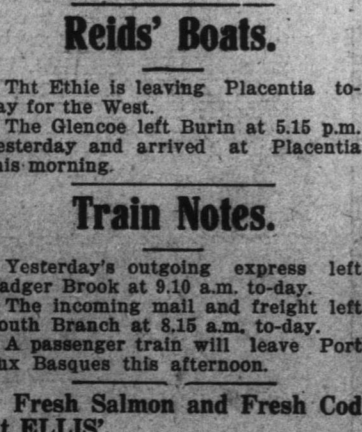 Reids' Boats.
Tht Ethie is leaving Placentia to-
ay for the West.
The Glencoe left Burin at 5.15 p.m.
esterday and arrived at Placentia
his morning.
Train Notes.
Yesterday's outgoing express left
adger Brook at 9.10 a.m. to-day.
The incoming mail and freight left
outh Branch at 8.15 a.m. to-day.
A passenger train will leave Port
ux Basques this afternoon.
Fresh Salmon and Fresh Cod
t ELLIS'